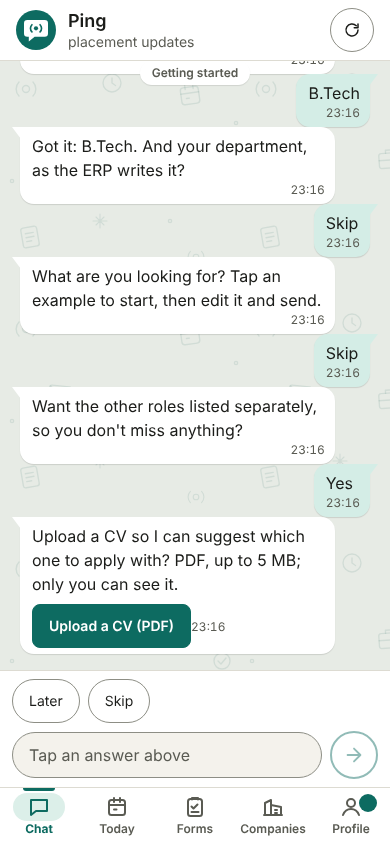 Ping
placement updates
23:16
Getting started
B.Tech
23:16
Got it: B.Tech. And your department,
as the ERP writes it?
23:16
Skip
23:16
What are you looking for? Tap an
example to start, then edit it and send.
23:16
Skip
23:16
Want the other roles listed separately,
so you don't miss anything?
23:16
Yes
23:16
Upload a CV so I can suggest which
one to apply with? PDF, up to 5 MB;
only you can see it.
Upload a CV (PDF) 23:16
Later Skip
Tap an answer above
Chat Today Forms Companies Profile